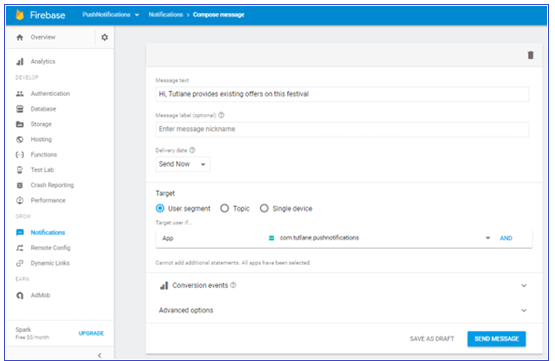 Firebase
PushNotifications
Notifications > Compose message
Overview
Analytics
DEVELOP
Authentication
Database
Storage
Hosting
Functions
Test Lab
Crash Reporting
Performance
GROW
Notifications
Remote Config
Dynamic Links
EARN
AdMob
Spark
Free $0/month
UPGRADE
Message text
Hi, Tutlane provides existing offers on this festival
Message label (optional)
Enter message nickname
Delivery date
Send Now
Target
User segment Topic Single device
Target user if...
App com.tutlane.pushnotifications AND
Cannot add additional statements. All apps have been selected.
Conversion events
Advanced options
SAVE AS DRAFT SEND MESSAGE